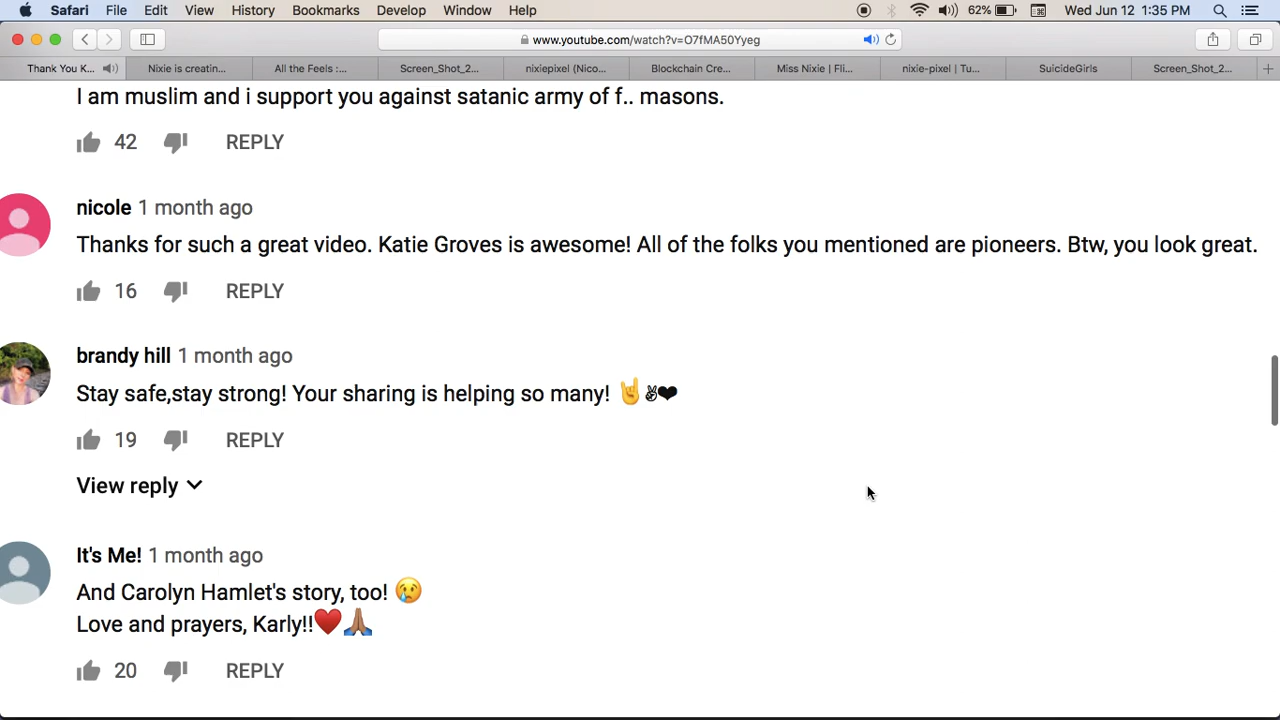 Safari File Edit View History Bookmarks Develop Window Help 62% Wed Jun 12 1:35 PM
www.youtube.com/watch?v=O7fMA50Yyeg
Thank You K... Nixie is creatin... All the Feels :... Screen_Shot_2... nixiepixel (Nico... Blockchain Cre... Miss Nixie | Fli... nixie-pixel | Tu... SuicideGirls Screen_Shot_2...
I am muslim and i support you against satanic army of f.. masons.
42 REPLY
nicole 1 month ago
Thanks for such a great video. Katie Groves is awesome! All of the folks you mentioned are pioneers. Btw, you look great.
16 REPLY
brandy hill 1 month ago
Stay safe,stay strong! Your sharing is helping so many! 🤘✌❤
19 REPLY
View reply
It's Me! 1 month ago
And Carolyn Hamlet's story, too! 😢
Love and prayers, Karly!!♥️🙏🏾
20 REPLY